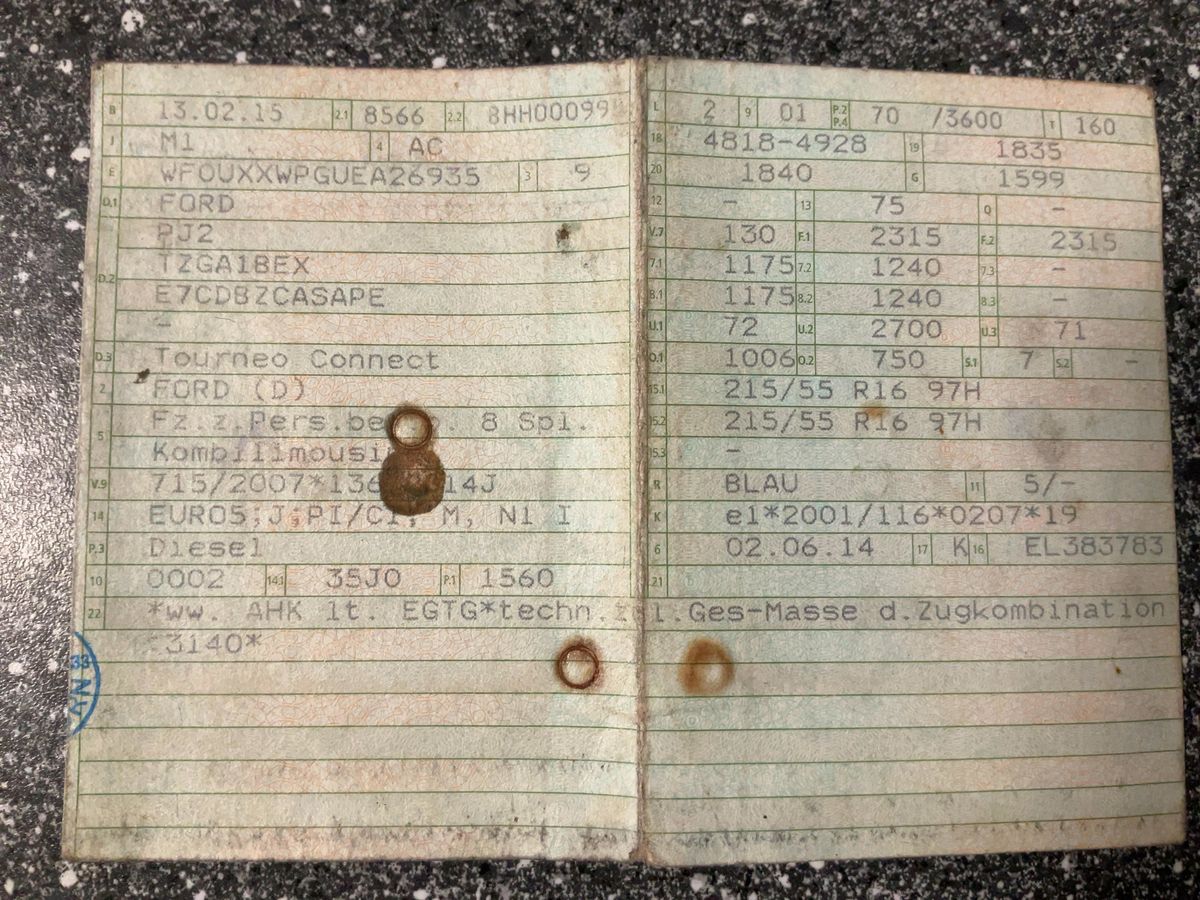 B 13.02.15 2.1 8566 2.2 8HH00099
J M1 4 AC
E WF0UXXWPGUEA26935 3 9
D.1 FORD
PJ2
D.2 TZGA1BEX
E7CDBZCASAPE
–
D.3 Tourneo Connect
2 FORD (D)
5 Fz.z.Pers.be 8 Spl.
Kombilimousi
V.9 715/2007*136 14J
14 EURO5;J;PI/CI; M, N1 I
P.3 Diesel
10 0002 14.1 35J0 P.1 1560
22 *ww. AHK lt. EGTG*techn.zul.Ges-Masse d.Zugkombination
:3140*
33
RN
L 2 9 01 P.2 P.4 70 /3600 T 160
18 4818-4928 19 1835
20 1840 G 1599
12 – 13 75 Q –
V.7 130 F.1 2315 F.2 2315
7.1 1175 7.2 1240 7.3 –
8.1 1175 8.2 1240 8.3 –
U.1 72 U.2 2700 U.3 71
O.1 1006 O.2 750 S.1 7 S.2 –
15.1 215/55 R16 97H
15.2 215/55 R16 97H
15.3 –
R BLAU 11 5/-
K e1*2001/116*0207*19
6 02.06.14 17 K 16 EL383783
21